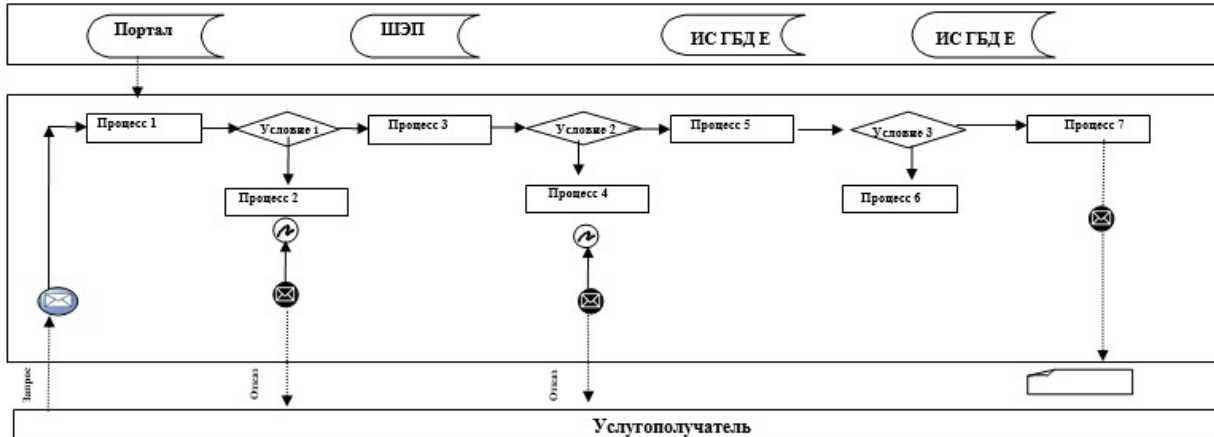 Портал
ШЭП
ИС ГБД Е
ИС ГБД Е
Процесс 1
Условие 1
Процесс 3
Условие 2
Процесс 5
Условие 3
Процесс 7
Процесс 2
Процесс 4
Процесс 6
Запрос
Отказ
Отказ
Услугополучатель